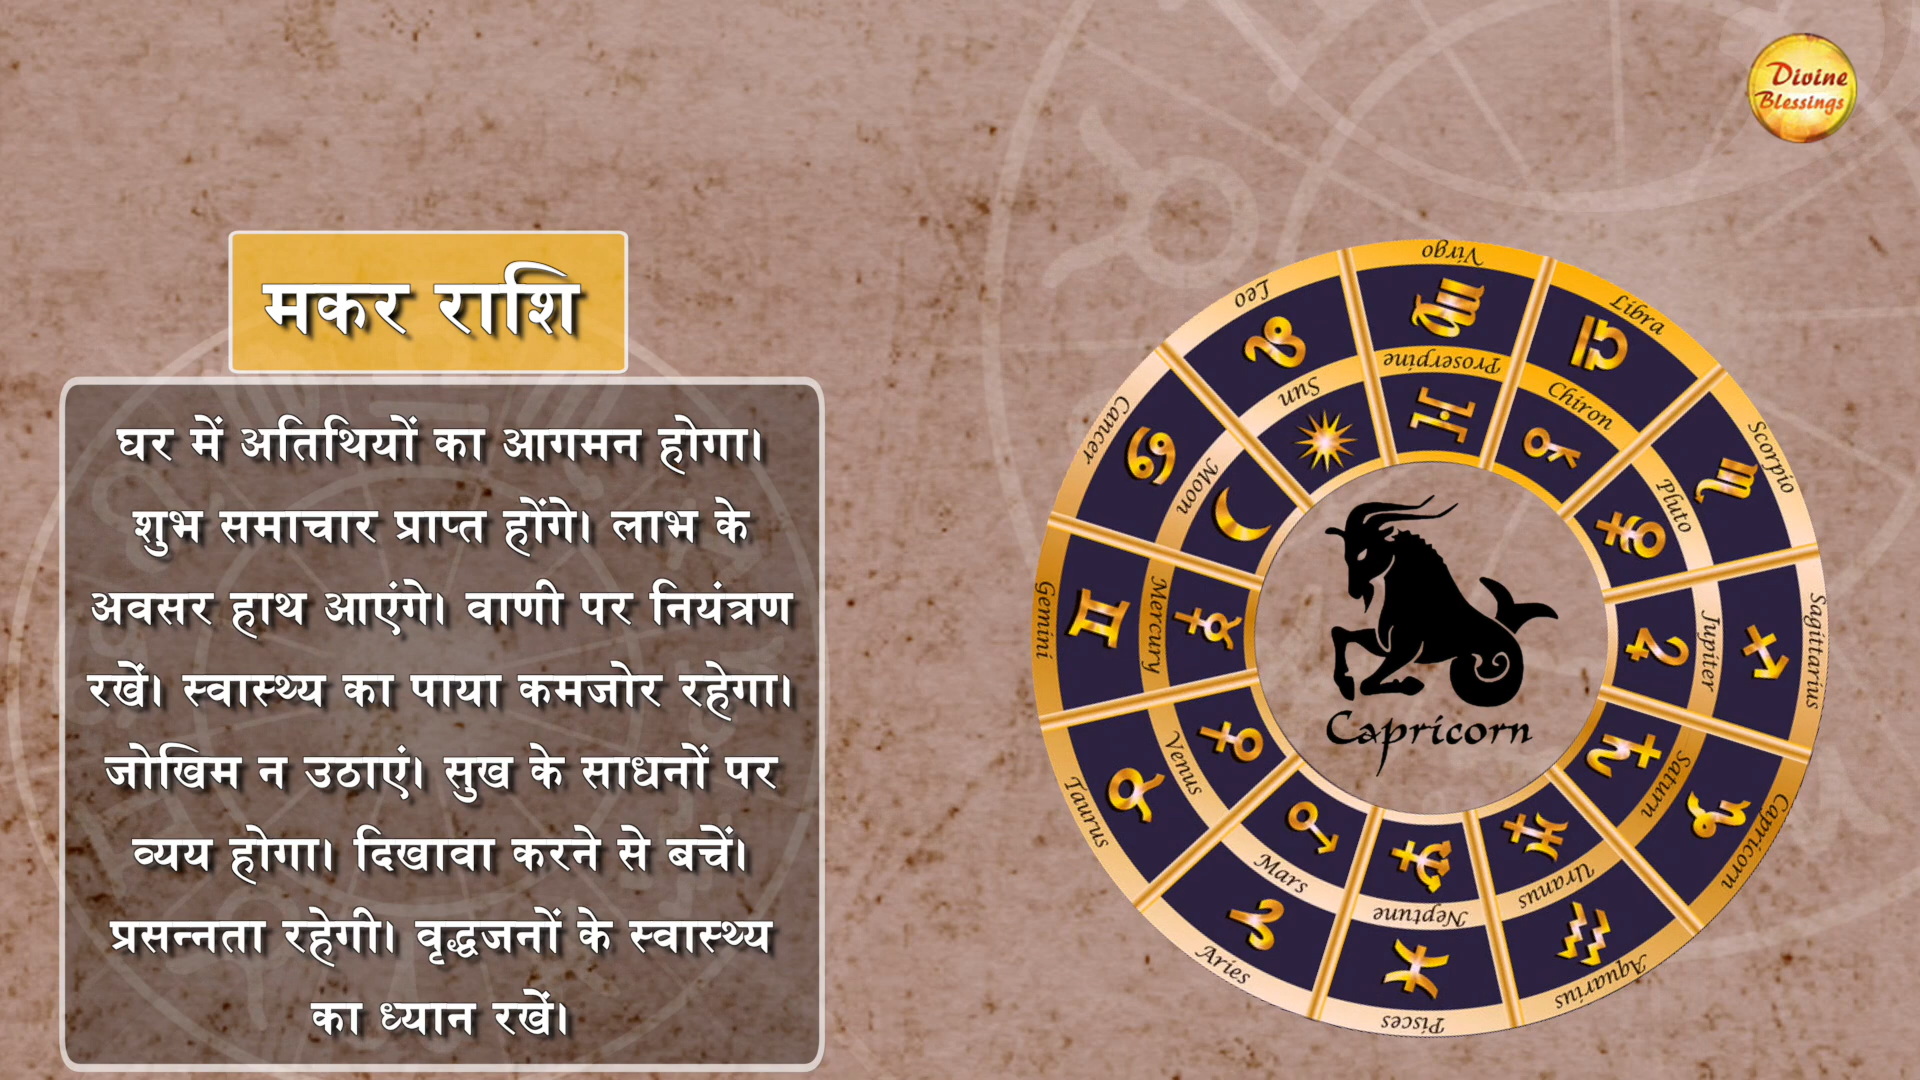 Divine
Blessings
मकर राशि
घर में अतिथियों का आगमन होगा।
शुभ समाचार प्राप्त होंगे। लाभ के
अवसर हाथ आएंगे। वाणी पर नियंत्रण
रखें। स्वास्थ्य का पाया कमजोर रहेगा।
जोखिम न उठाएं। सुख के साधनों पर
व्यय होगा। दिखावा करने से बचें।
प्रसन्नता रहेगी। वृद्धजनों के स्वास्थ्य
का ध्यान रखें।
Virgo
Libra
Scorpio
Sagittarius
Capricorn
Aquarius
Pisces
Aries
Taurus
Gemini
Cancer
Leo
Proserpine
Chiron
Pluto
Jupiter
Saturn
Uranus
Neptune
Mars
Venus
Mercury
Moon
Sun
Capricorn